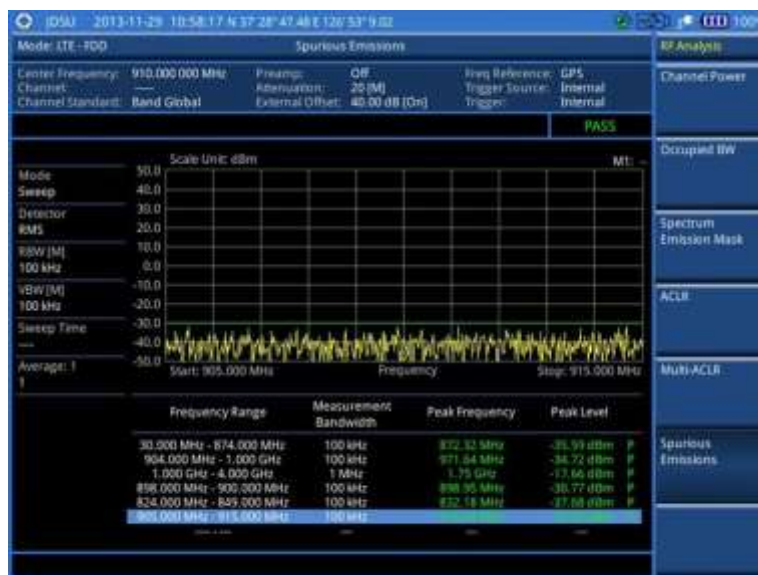 JDSU 2013-11-29 10:58:17 N 37° 28' 47.48 E 126° 53' 9.02 100%
Mode: LTE - FDD Spurious Emissions RF Analysis
Center Frequency: 910.000 000 MHz Preamp: Off Freq Reference: GPS
Channel: ---- Attenuation: 20 [M] Trigger Source: Internal
Channel Standard: Band Global External Offset: 40.00 dB [On] Trigger: Internal
PASS
Channel Power
Occupied BW
Spectrum
Emission Mask
ACLR
Multi-ACLR
Spurious
Emissions
Mode
Sweep
Detector
RMS
RBW [M]
100 kHz
VBW [M]
100 kHz
Sweep Time
---
Average: 1
1
Scale Unit: dBm M1: --
50.0
40.0
30.0
20.0
10.0
0.0
-10.0
-20.0
-30.0
-40.0
-50.0
Start: 905.000 MHz Frequency Stop: 915.000 MHz
Frequency Range Measurement Bandwidth Peak Frequency Peak Level
30.000 MHz - 874.000 MHz 100 kHz 872.32 MHz -35.59 dBm P
904.000 MHz - 1.000 GHz 100 kHz 971.64 MHz -34.72 dBm P
1.000 GHz - 4.000 GHz 1 MHz 1.75 GHz -17.66 dBm P
898.000 MHz - 900.000 MHz 100 kHz 898.95 MHz -38.77 dBm P
824.000 MHz - 849.000 MHz 100 kHz 832.18 MHz -37.68 dBm P
905.000 MHz - 915.000 MHz 100 kHz